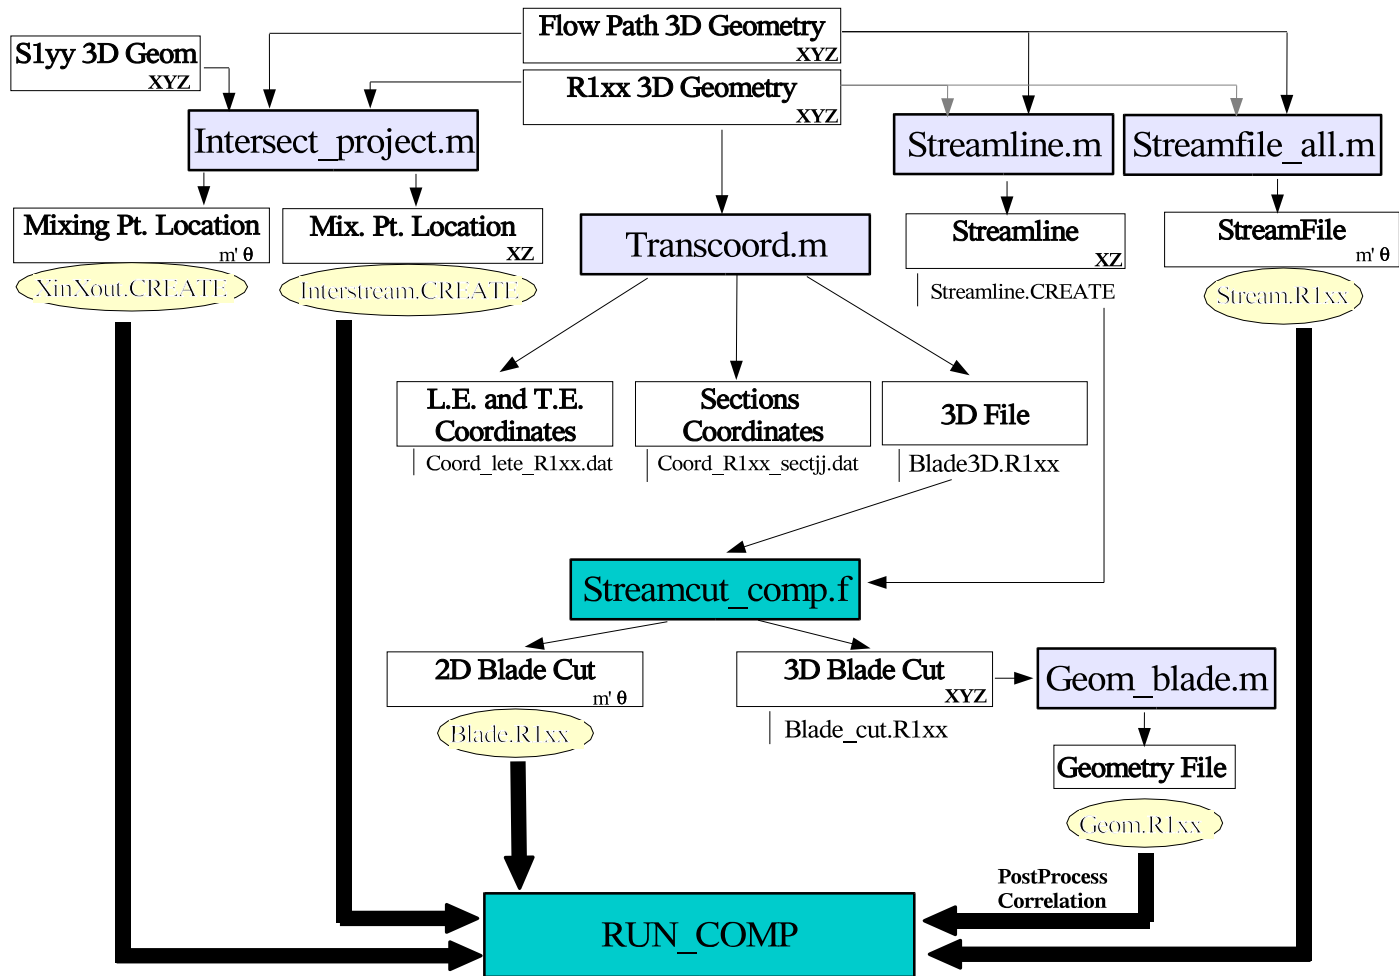 Flow Path 3D Geometry
XYZ
S1yy 3D Geom
XYZ
R1xx 3D Geometry
XYZ
Intersect_project.m
Streamline.m
Streamfile_all.m
Mixing Pt. Location
m' θ
XinXout.CREATE
Mix. Pt. Location
XZ
Interstream.CREATE
Transcoord.m
Streamline
XZ
Streamline.CREATE
StreamFile
m' θ
Stream.R1xx
L.E. and T.E.
Coordinates
Coord_lete_R1xx.dat
Sections
Coordinates
Coord_R1xx_sectjj.dat
3D File
Blade3D.R1xx
Streamcut_comp.f
2D Blade Cut
m' θ
Blade.R1xx
3D Blade Cut
XYZ
Blade_cut.R1xx
Geom_blade.m
Geometry File
Geom.R1xx
PostProcess
Correlation
RUN_COMP